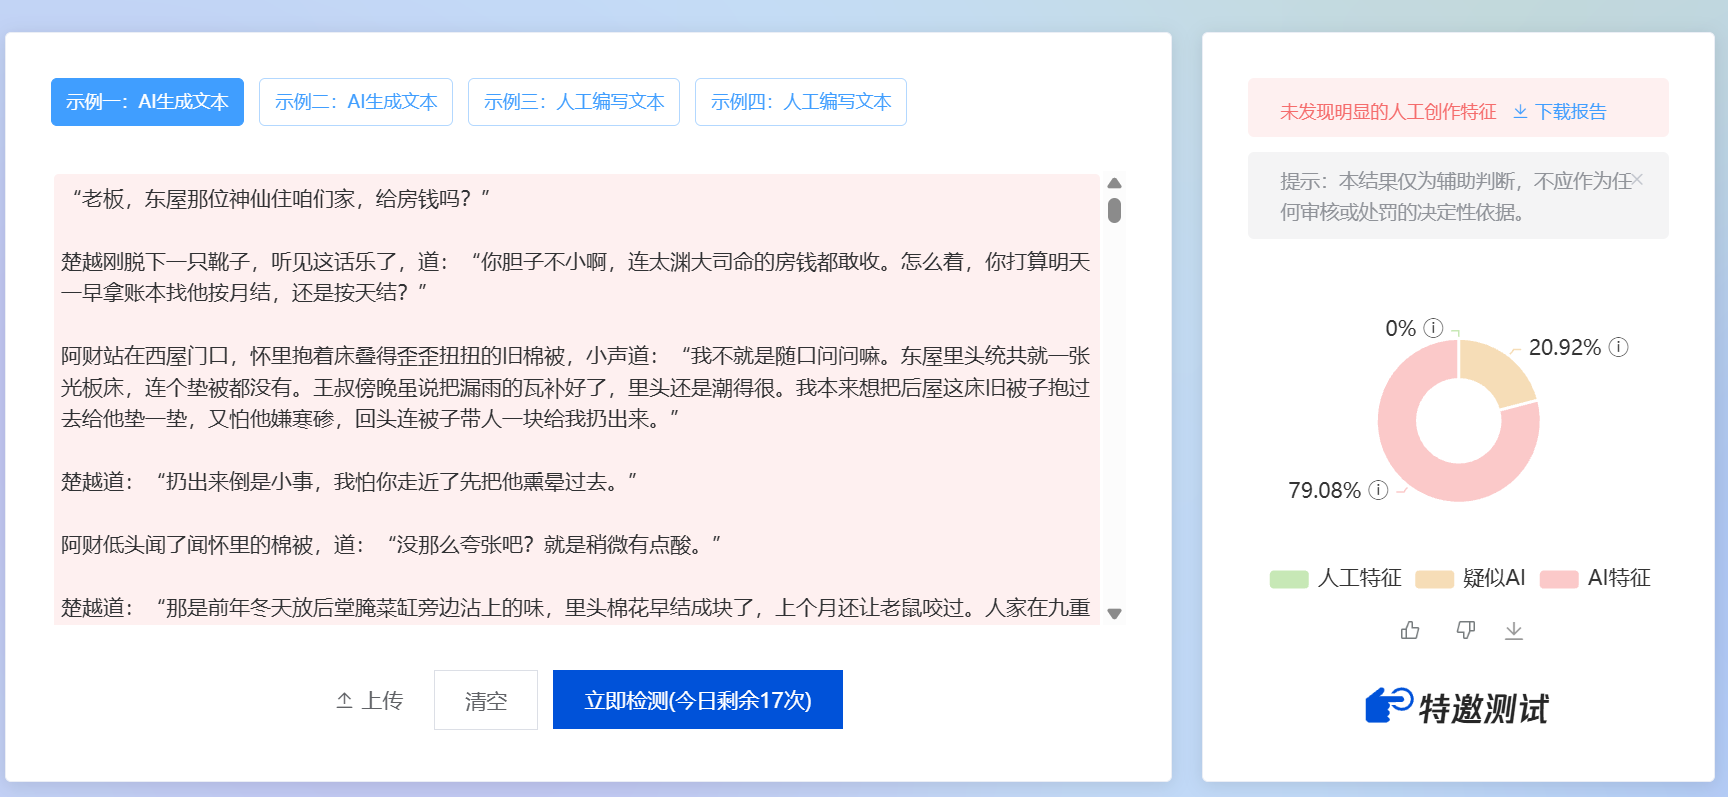 示例一：AI生成文本
示例二：AI生成文本
示例三：人工编写文本
示例四：人工编写文本
“老板，东屋那位神仙住咱们家，给房钱吗？”
楚越刚脱下一只靴子，听见这话乐了，道：“你胆子不小啊，连太渊大司命的房钱都敢收。怎么着，你打算明天
一早拿账本找他按月结，还是按天结？”
阿财站在西屋门口，怀里抱着床叠得歪歪扭扭的旧棉被，小声道：“我不就是随口问问嘛。东屋里头统共就一张
光板床，连个垫被都没有。王叔傍晚虽说把漏雨的瓦补好了，里头还是潮得很。我本来想把后屋这床旧被子抱过
去给他垫一垫，又怕他嫌寒碜，回头连被子带人一块给我扔出来。”
楚越道：“扔出来倒是小事，我怕你走近了先把他熏晕过去。”
阿财低头闻了闻怀里的棉被，道：“没那么夸张吧？就是稍微有点酸。”
楚越道：“那是前年冬天放后堂腌菜缸旁边沾上的味，里头棉花早结成块了，上个月还让老鼠咬过。人家在九重
上传
清空
立即检测(今日剩余17次)
未发现明显的人工创作特征 下载报告
提示：本结果仅为辅助判断，不应作为任
何审核或处罚的决定性依据。
0%
20.92%
79.08%
人工特征 疑似AI AI特征
特邀测试